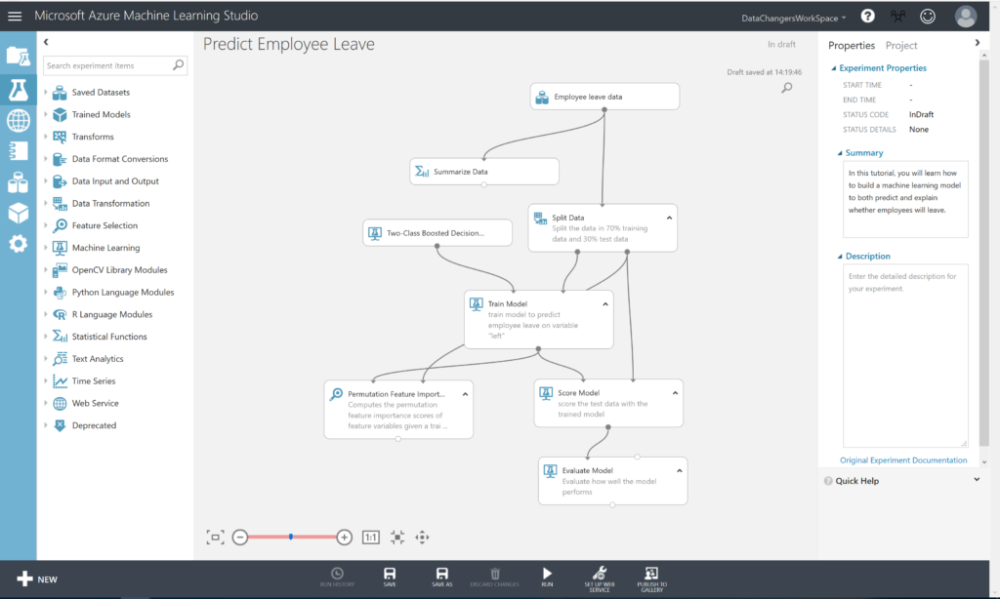 Microsoft Azure Machine Learning Studio
DataChangersWorkSpace
?
Search experiment items
Saved Datasets
Trained Models
Transforms
Data Format Conversions
Data Input and Output
Data Transformation
Feature Selection
Machine Learning
OpenCV Library Modules
Python Language Modules
R Language Modules
Statistical Functions
Text Analytics
Time Series
Web Service
Deprecated
Predict Employee Leave
In draft
Draft saved at 14:19:46
Employee leave data
Summarize Data
Split Data
Split the data in 70% training
data and 30% test data
Two-Class Boosted Decision...
Train Model
train model to predict
employee leave on variable
"left"
Permutation Feature Import...
Computes the permutation
feature importance scores of
feature variables given a trai ...
Score Model
score the test data with the
trained model
Evaluate Model
Evaluate how well the model
performs
1:1
Properties Project
Experiment Properties
START TIME -
END TIME -
STATUS CODE InDraft
STATUS DETAILS None
Summary
In this tutorial, you will learn how
to build a machine learning model
to both predict and explain
whether employees will leave.
Description
Enter the detailed description for
your experiment.
Original Experiment Documentation
? Quick Help
NEW
RUN HISTORY
SAVE
SAVE AS
DISCARD CHANGES
RUN
SET UP WEB
SERVICE
PUBLISH TO
GALLERY